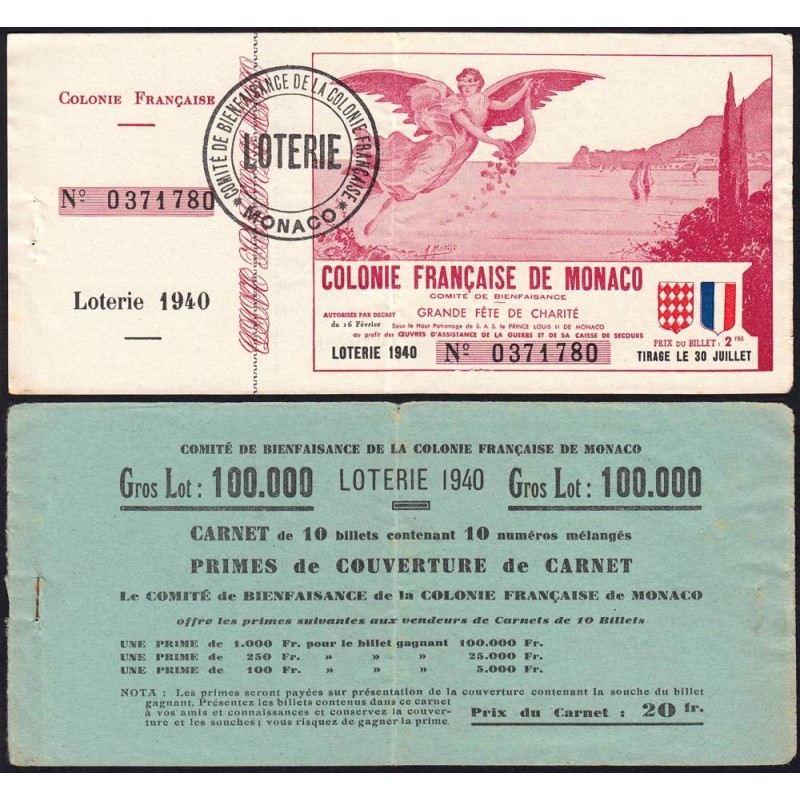 COLONIE FRANÇAISE
Nº 0371780
Loterie 1940
COMITÉ DE BIENFAISANCE DE LA COLONIE FRANÇAISE
LOTERIE
* MONACO *
COLONIE FRANÇAISE DE MONACO
COMITÉ DE BIENFAISANCE
AUTORISÉE PAR DÉCRET
du 16 Février
GRANDE FÊTE DE CHARITÉ
Sous le Haut Patronage de S. A. S. le PRINCE LOUIS II DE MONACO
au profit des ŒUVRES D'ASSISTANCE DE LA GUERRE ET DE SA CAISSE DE SECOURS
LOTERIE 1940 Nº 0371780
PRIX DU BILLET : 2 FRS
TIRAGE LE 30 JUILLET
COMITÉ DE BIENFAISANCE DE LA COLONIE FRANÇAISE DE MONACO
Gros Lot : 100.000 LOTERIE 1940 Gros Lot : 100.000
CARNET de 10 billets contenant 10 numéros mélangés
PRIMES de COUVERTURE de CARNET
Le COMITÉ de BIENFAISANCE de la COLONIE FRANÇAISE de MONACO
offre les primes suivantes aux vendeurs de Carnets de 10 Billets
UNE PRIME de 1.000 Fr. pour le billet gagnant 100.000 Fr.
UNE PRIME de 250 Fr. » » » 25.000 Fr.
UNE PRIME de 100 Fr. » » » 5.000 Fr.
NOTA : Les primes seront payées sur présentation de la couverture contenant la souche du billet
gagnant. Présentez les billets contenus dans ce carnet
à vos amis et connaissances et conservez la couver-
ture et les souches ; vous risquez de gagner la prime.
Prix du Carnet : 20 fr.